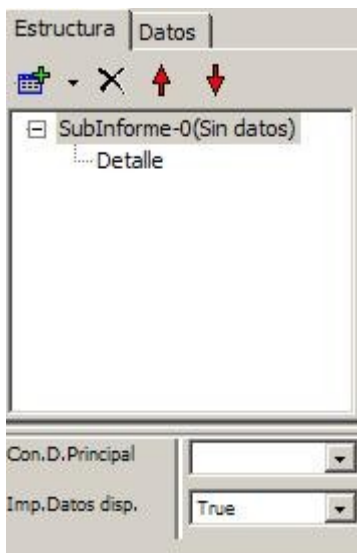 Estructura Datos
SubInforme-0(Sin datos)
Detalle
Con.D.Principal
Imp.Datos disp. True